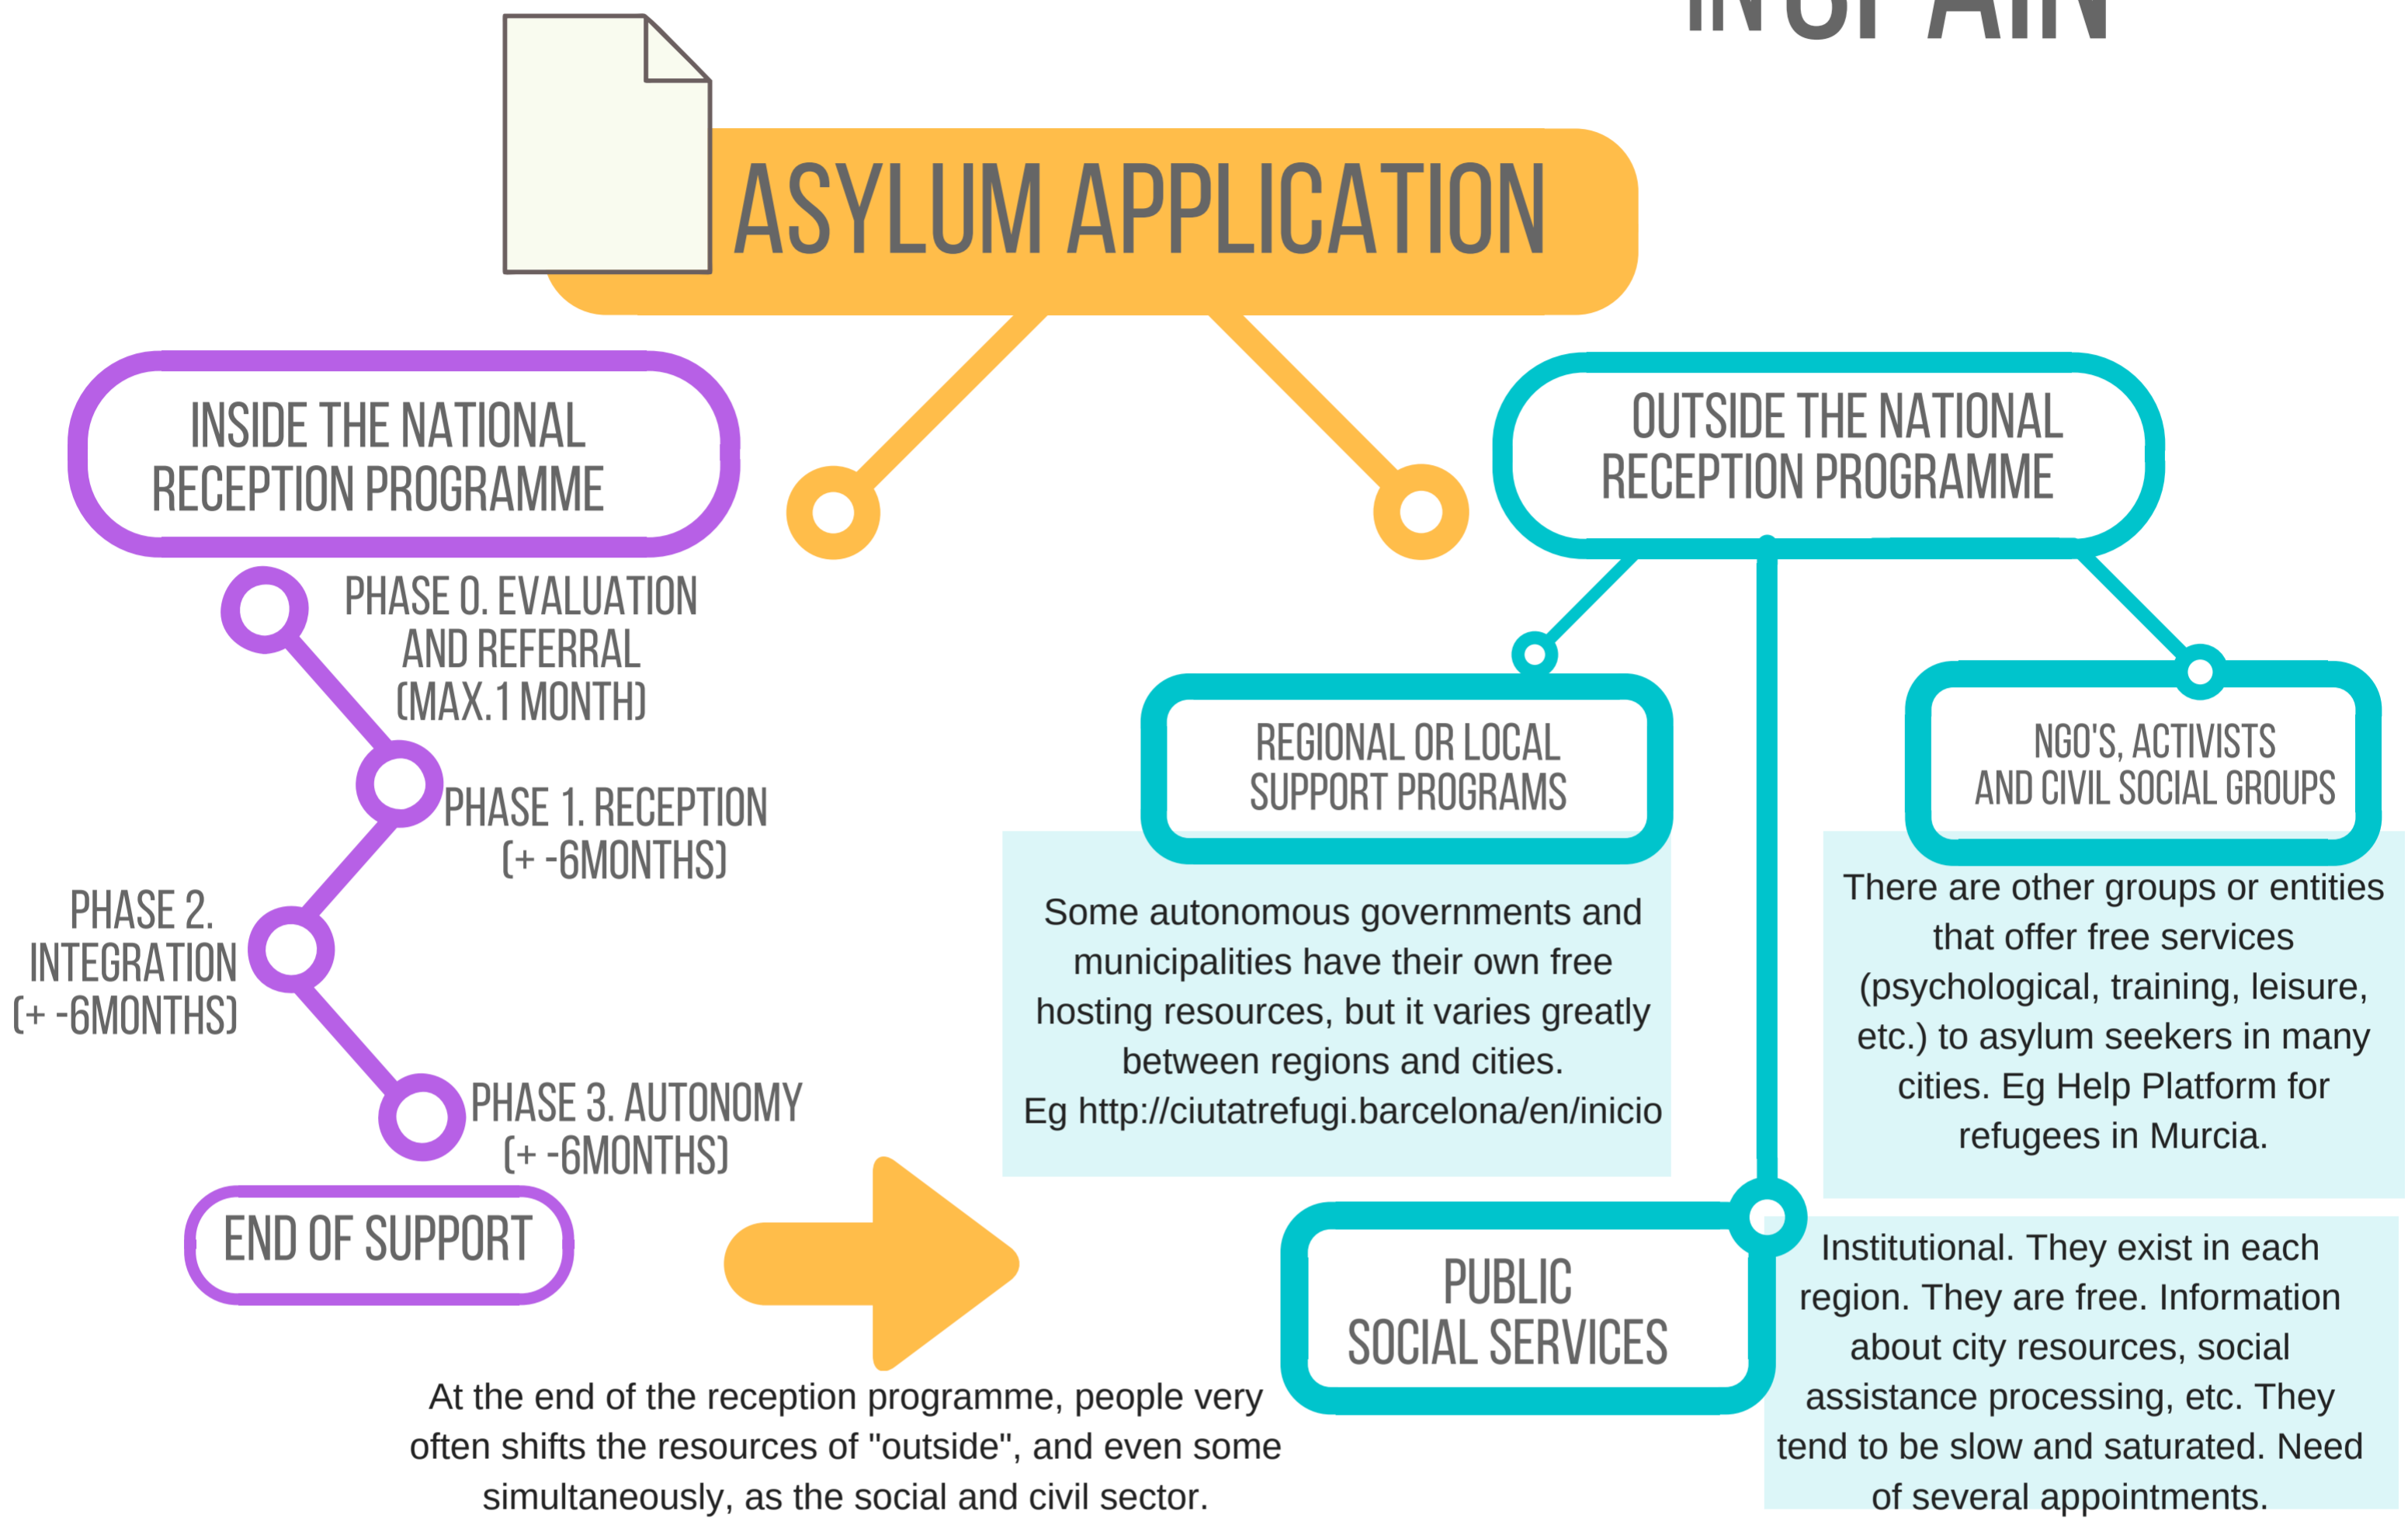 IN SPAIN
ASYLUM APPLICATION
INSIDE THE NATIONAL
RECEPTION PROGRAMME
PHASE 0. EVALUATION
AND REFERRAL
(MAX.1 MONTH)
PHASE 1. RECEPTION
(+ -6MONTHS)
PHASE 2.
INTEGRATION
(+ -6MONTHS)
PHASE 3. AUTONOMY
(+ -6MONTHS)
END OF SUPPORT
At the end of the reception programme, people very
often shifts the resources of "outside", and even some
simultaneously, as the social and civil sector.
OUTSIDE THE NATIONAL
RECEPTION PROGRAMME
REGIONAL OR LOCAL
SUPPORT PROGRAMS
Some autonomous governments and
municipalities have their own free
hosting resources, but it varies greatly
between regions and cities.
Eg http://ciutatrefugi.barcelona/en/inicio
NGO'S, ACTIVISTS
AND CIVIL SOCIAL GROUPS
There are other groups or entities
that offer free services
(psychological, training, leisure,
etc.) to asylum seekers in many
cities. Eg Help Platform for
refugees in Murcia.
PUBLIC
SOCIAL SERVICES
Institutional. They exist in each
region. They are free. Information
about city resources, social
assistance processing, etc. They
tend to be slow and saturated. Need
of several appointments.